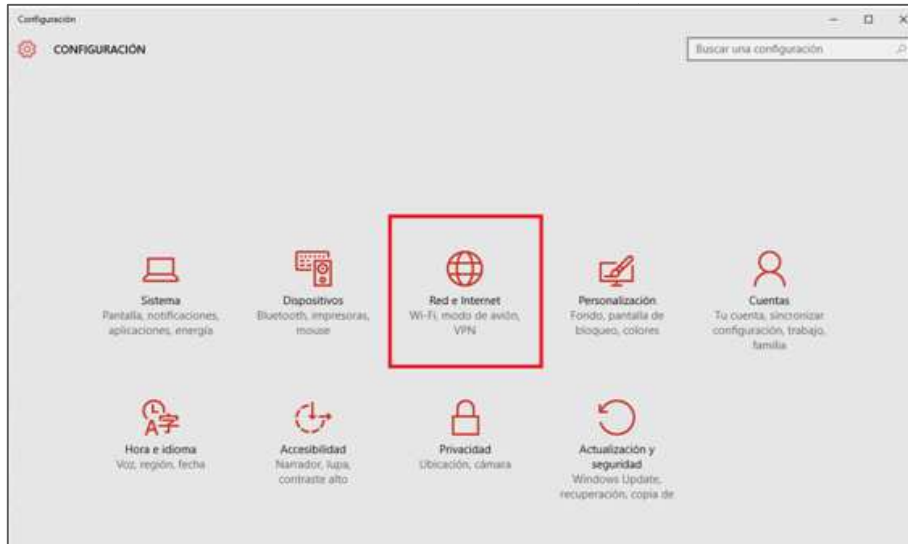 Configuración
CONFIGURACIÓN
Buscar una configuración
Sistema
Pantalla, notificaciones,
aplicaciones, energía
Dispositivos
Bluetooth, impresoras,
mouse
Red e Internet
Wi-Fi, modo de avión,
VPN
Personalización
Fondo, pantalla de
bloqueo, colores
Cuentas
Tu cuenta, sincronizar
configuración, trabajo,
familia
Hora e idioma
Voz, región, fecha
Accesibilidad
Narrador, lupa,
contraste alto
Privacidad
Ubicación, cámara
Actualización y
seguridad
Windows Update,
recuperación, copia de